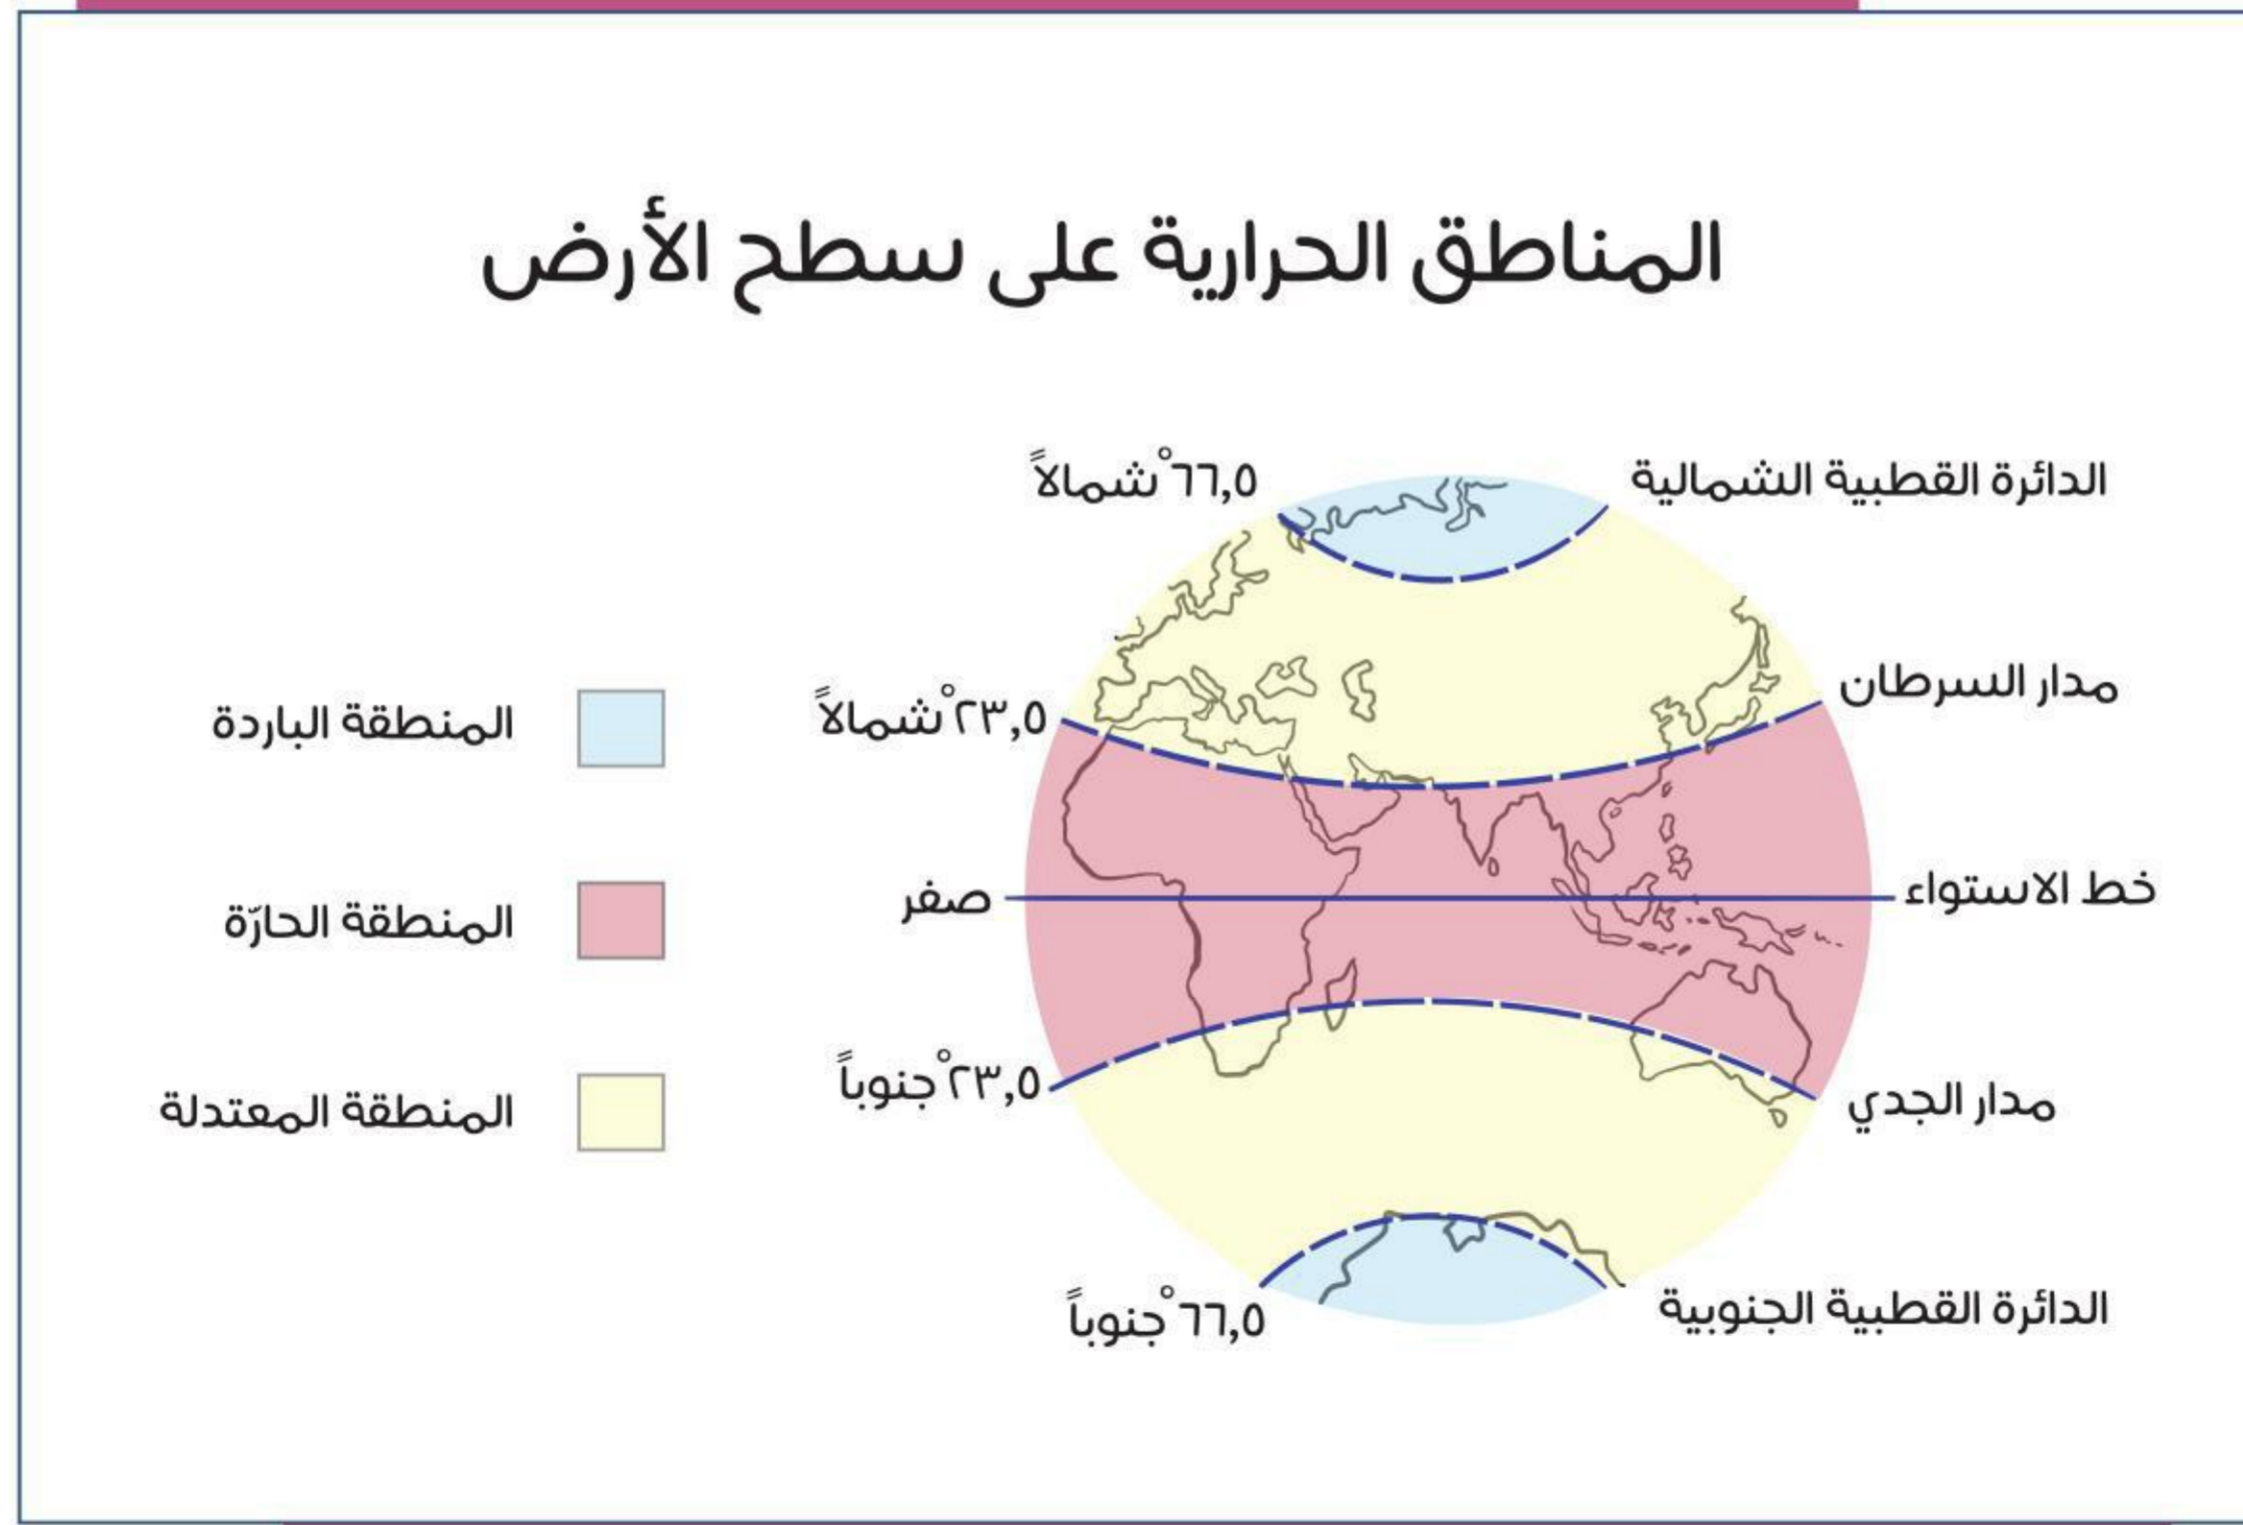 المناطق الحرارية على سطح الأرض
الدائرة القطبية الشمالية
٦٦,٥° شمالاً
مدار السرطان
٢٣,٥° شمالاً
خط الاستواء
صفر
مدار الجدي
٢٣,٥° جنوباً
الدائرة القطبية الجنوبية
٦٦,٥° جنوباً
المنطقة الباردة
المنطقة الحارّة
المنطقة المعتدلة